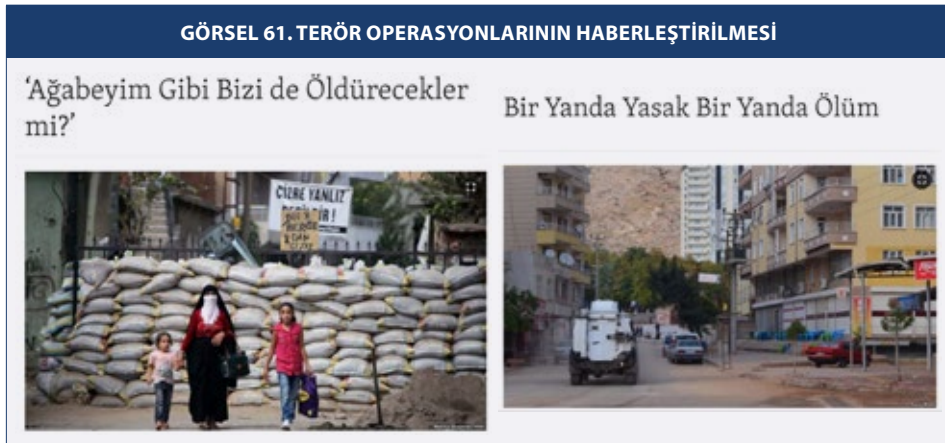 GÖRSEL 61. TERÖR OPERASYONLARININ HABERLEŞTİRİLMESİ
‘Ağabeyim Gibi Bizi de Öldürecekler
mi?’
Bir Yanda Yasak Bir Yanda Ölüm
CİZRE YANLIZ